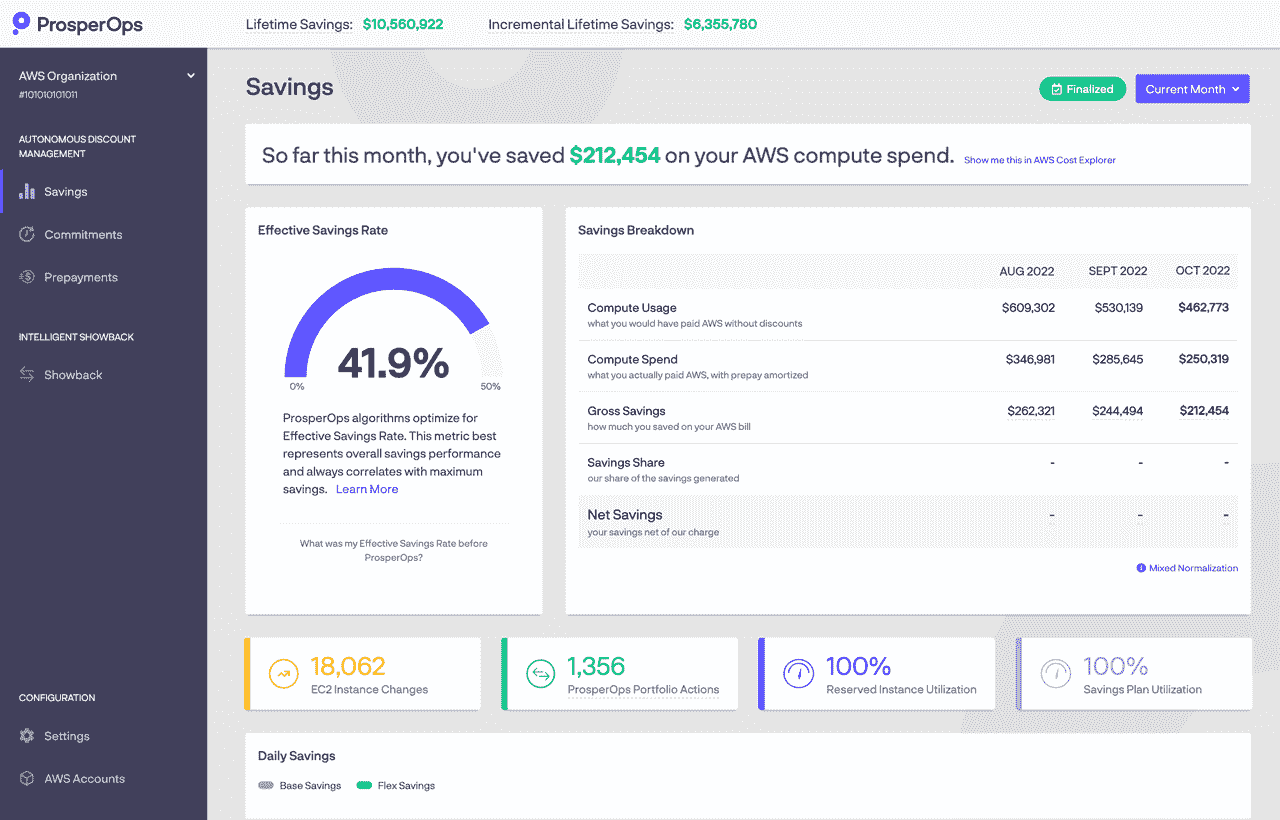 ProsperOps
Lifetime Savings: $10,560,922 Incremental Lifetime Savings: $6,355,780
AWS Organization
#101010101011
AUTONOMOUS DISCOUNT
MANAGEMENT
Savings
Commitments
Prepayments
INTELLIGENT SHOWBACK
Showback
CONFIGURATION
Settings
AWS Accounts
Savings
Finalized
Current Month
So far this month, you've saved $212,454 on your AWS compute spend. Show me this in AWS Cost Explorer
Effective Savings Rate
41.9%
0% 50%
ProsperOps algorithms optimize for
Effective Savings Rate. This metric best
represents overall savings performance
and always correlates with maximum
savings. Learn More
What was my Effective Savings Rate before
ProsperOps?
Savings Breakdown
AUG 2022 SEPT 2022 OCT 2022
Compute Usage $609,302 $530,139 $462,773
what you would have paid AWS without discounts
Compute Spend $346,981 $285,645 $250,319
what you actually paid AWS, with prepay amortized
Gross Savings $262,321 $244,494 $212,454
how much you saved on your AWS bill
Savings Share - - -
our share of the savings generated
Net Savings - - -
your savings net of our charge
Mixed Normalization
18,062
EC2 Instance Changes
1,356
ProsperOps Portfolio Actions
100%
Reserved Instance Utilization
100%
Savings Plan Utilization
Daily Savings
Base Savings Flex Savings